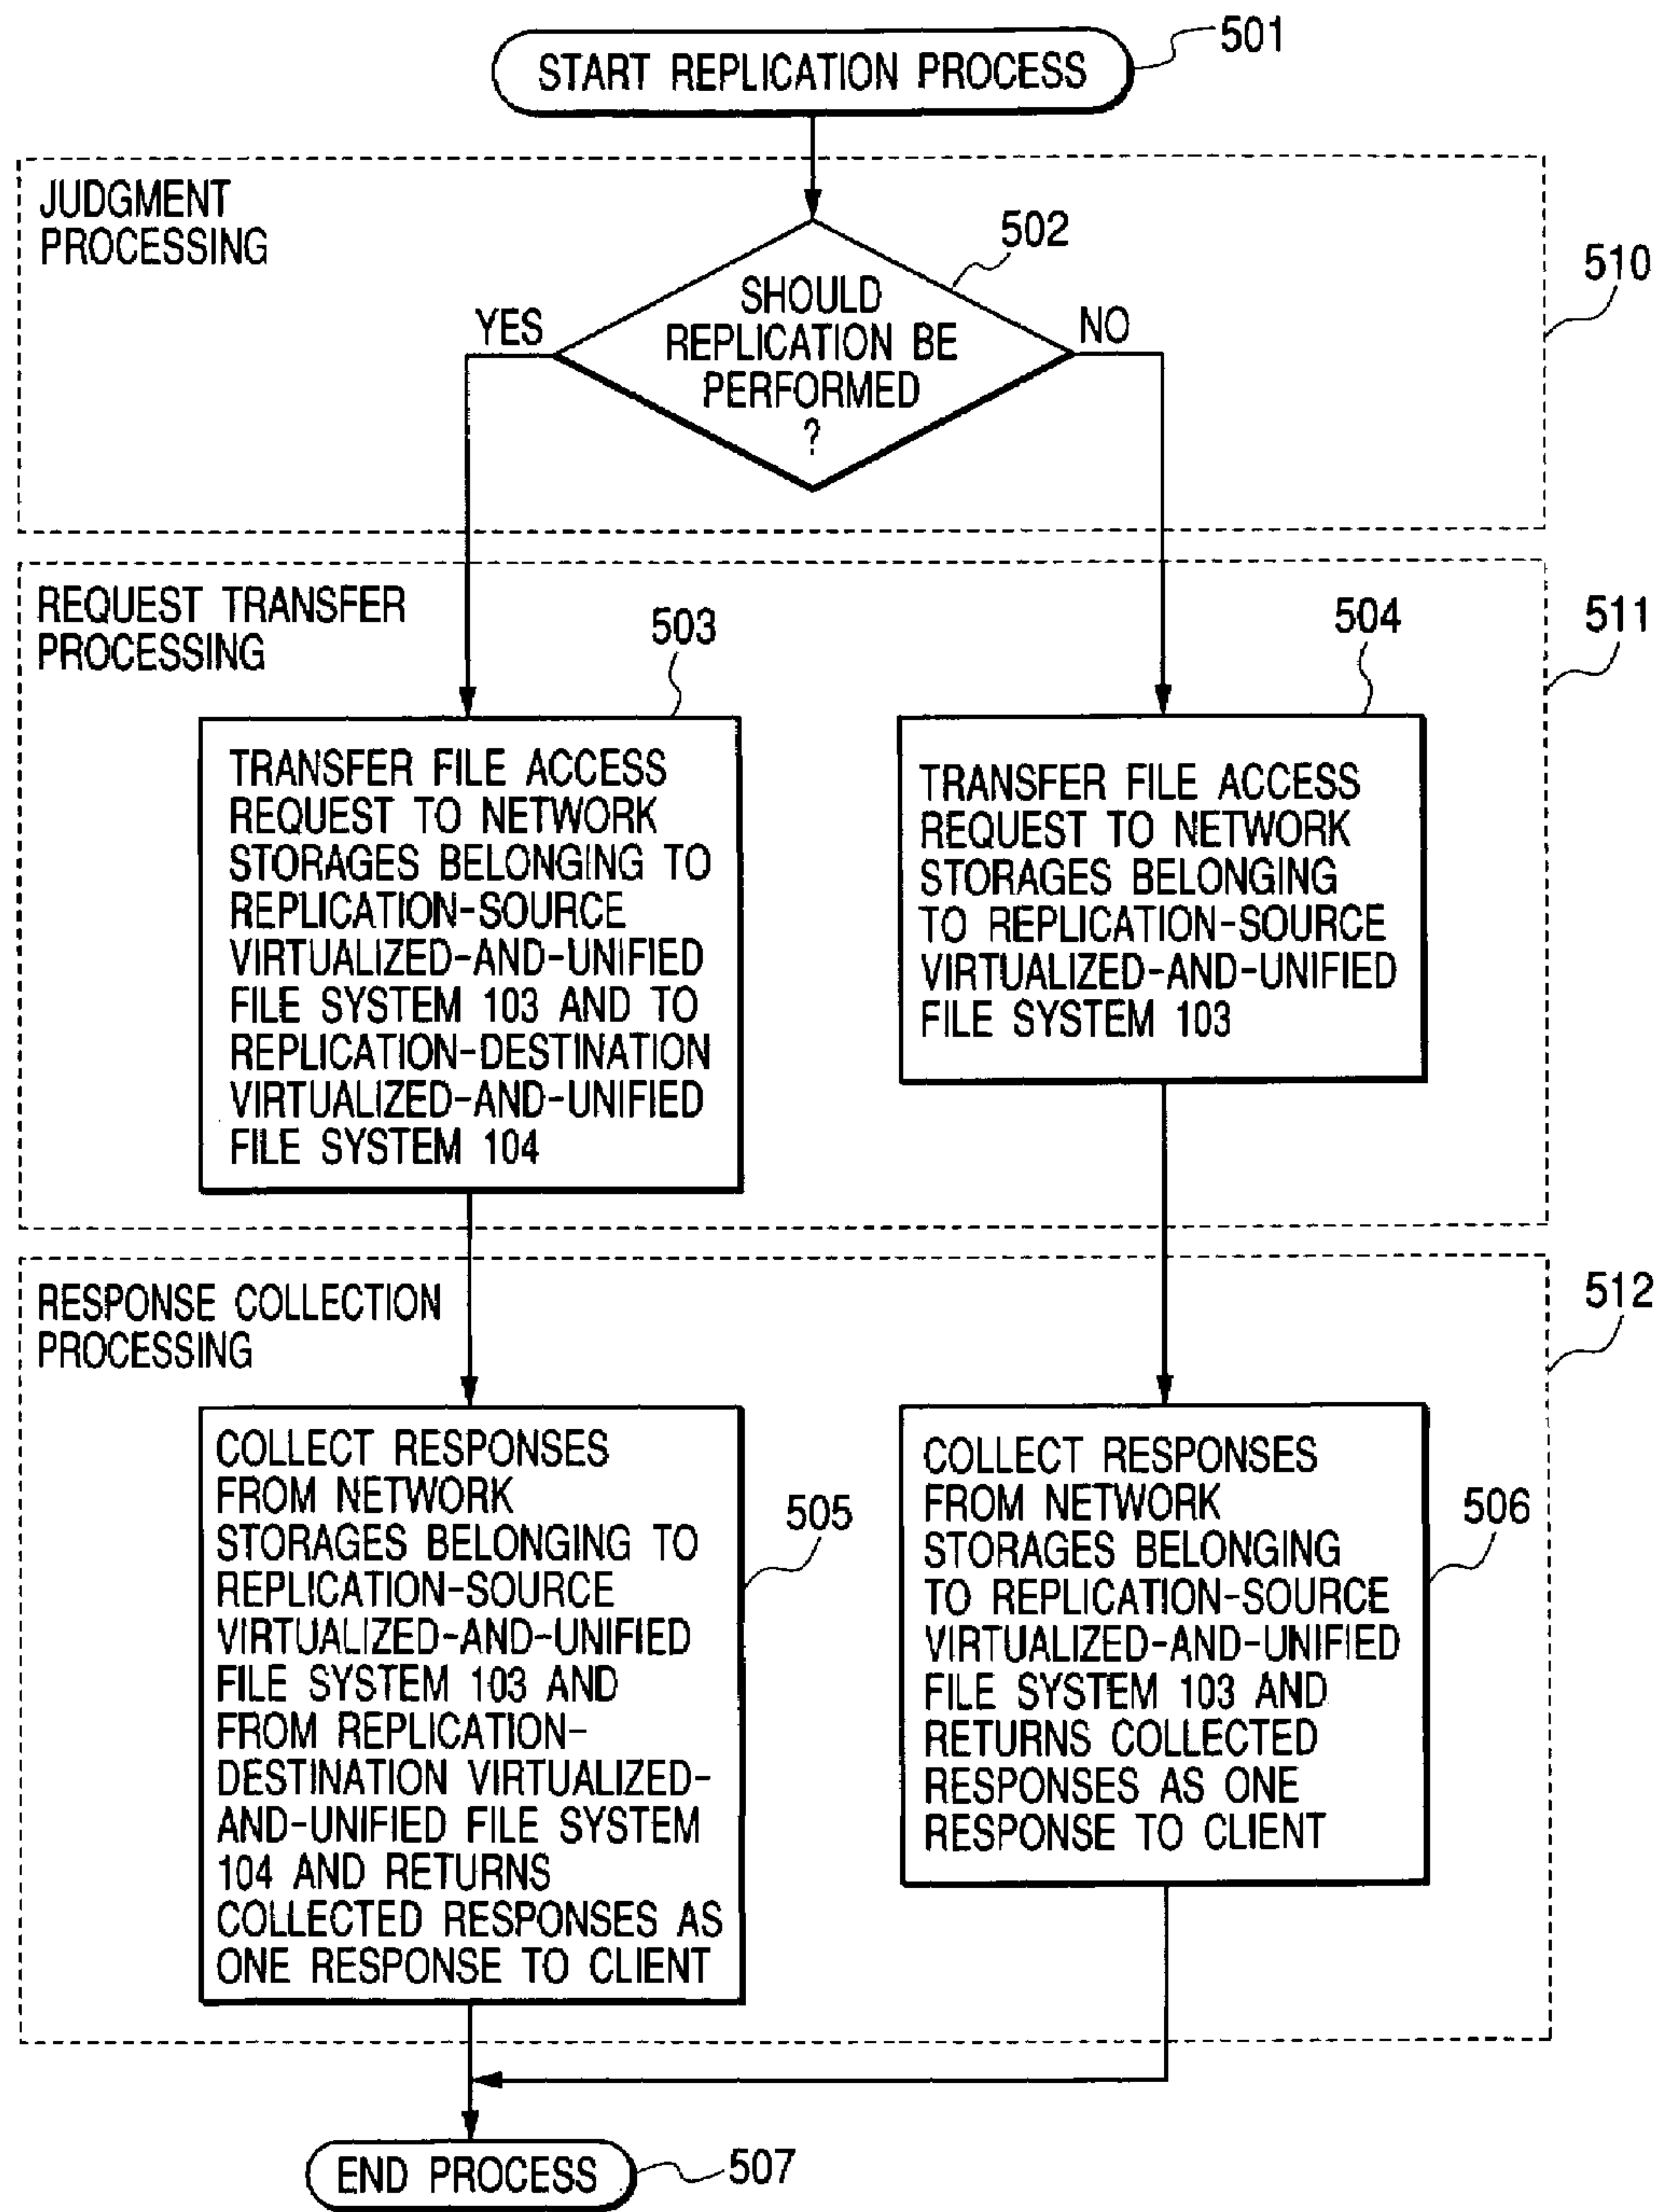 START REPLICATION PROCESS
501
JUDGMENT
PROCESSING
502
510
SHOULD
REPLICATION BE
PERFORMED
?
YES
NO
REQUEST TRANSFER
PROCESSING
511
503
TRANSFER FILE ACCESS
REQUEST TO NETWORK
STORAGES BELONGING TO
REPLICATION-SOURCE
VIRTUALIZED-AND-UNIFIED
FILE SYSTEM 103 AND TO
REPLICATION-DESTINATION
VIRTUALIZED-AND-UNIFIED
FILE SYSTEM 104
504
TRANSFER FILE ACCESS
REQUEST TO NETWORK
STORAGES BELONGING
TO REPLICATION-SOURCE
VIRTUALIZED-AND-UNIFIED
FILE SYSTEM 103
RESPONSE COLLECTION
PROCESSING
512
COLLECT RESPONSES
FROM NETWORK
STORAGES BELONGING TO
REPLICATION-SOURCE
VIRTUALIZED-AND-UNIFIED
FILE SYSTEM 103 AND
FROM REPLICATION-
DESTINATION VIRTUALIZED-
AND-UNIFIED FILE SYSTEM
104 AND RETURNS
COLLECTED RESPONSES AS
ONE RESPONSE TO CLIENT
505
COLLECT RESPONSES
FROM NETWORK
STORAGES BELONGING
TO REPLICATION-SOURCE
VIRTUALIZED-AND-UNIFIED
FILE SYSTEM 103 AND
RETURNS COLLECTED
RESPONSES AS ONE
RESPONSE TO CLIENT
506
END PROCESS
507